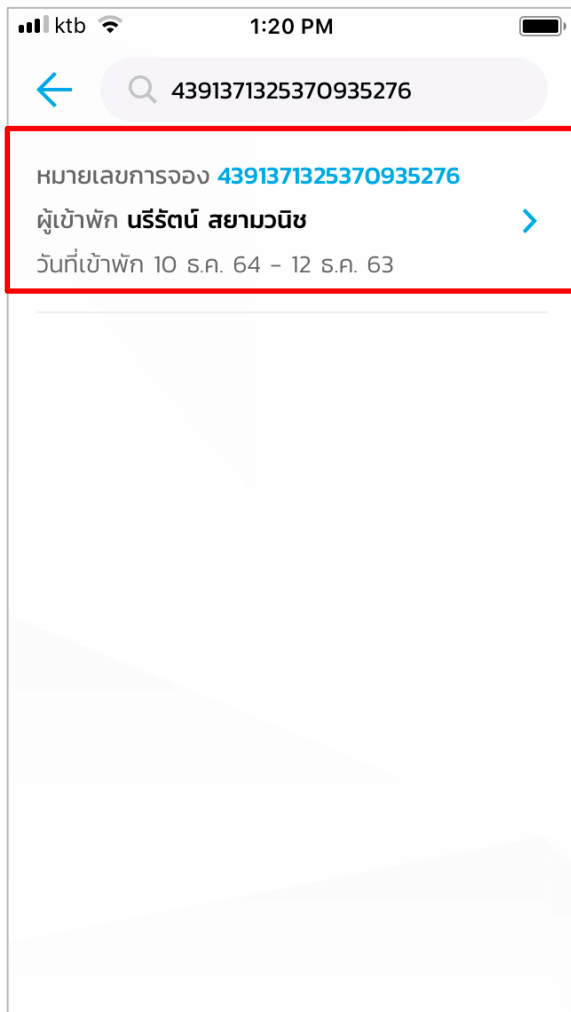 ktb 1:20 PM
4391371325370935276
หมายเลขการจอง 4391371325370935276
ผู้เข้าพัก นรีรัตน์ สยามวนิช
วันที่เข้าพัก 10 ธ.ค. 64 - 12 ธ.ค. 63